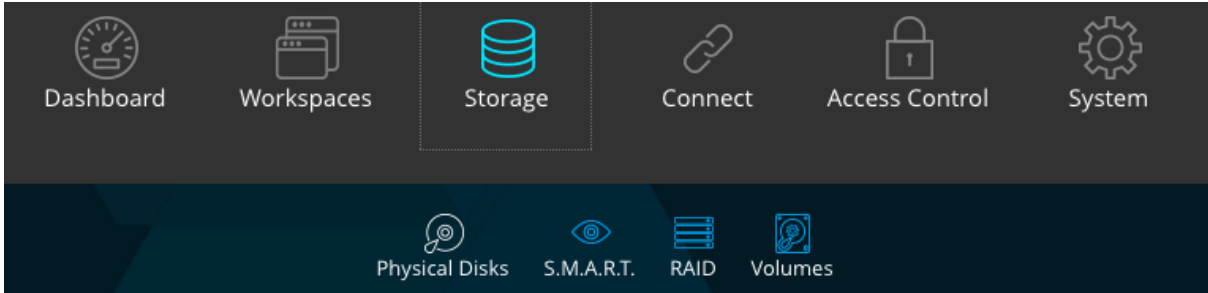 Dashboard Workspaces Storage Connect Access Control System
Physical Disks S.M.A.R.T. RAID Volumes